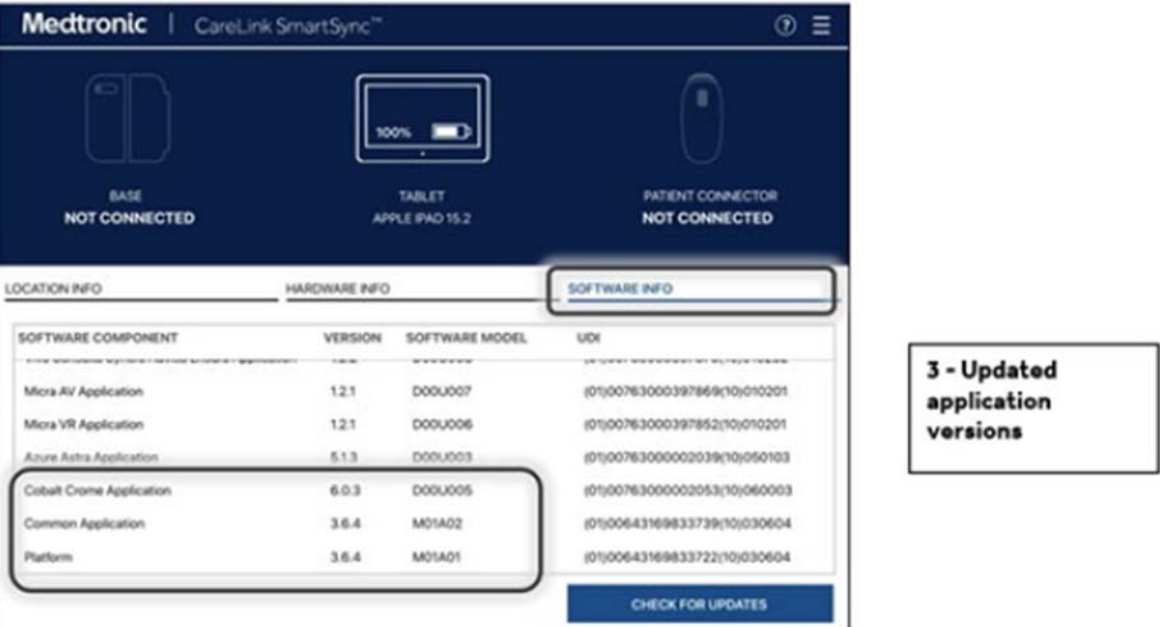 Medtronic | CareLink SmartSync™ ?
100%
BASE TABLET PATIENT CONNECTOR
NOT CONNECTED APPLE IPAD 15.2 NOT CONNECTED
LOCATION INFO HARDWARE INFO SOFTWARE INFO
SOFTWARE COMPONENT VERSION SOFTWARE MODEL UDI
Micra AV Application 1.2.1 D00U007 (01)00763000397869(10)010201
Micra VR Application 1.2.1 D00U006 (01)00763000397852(10)010201
Azure Astra Application 5.1.3 D00U003 (01)00763000002039(10)050103
Cobalt Crome Application 6.0.3 D00U005 (01)00763000002053(10)060003
Common Application 3.6.4 M01A02 (01)00643169833739(10)030604
Platform 3.6.4 M01A01 (01)00643169833722(10)030604
CHECK FOR UPDATES
3 - Updated
application
versions